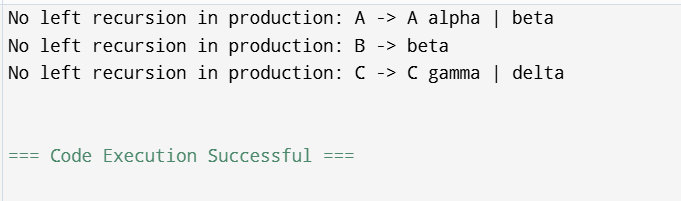 No left recursion in production: A -> A alpha | beta
No left recursion in production: B -> beta
No left recursion in production: C -> C gamma | delta
=== Code Execution Successful ===